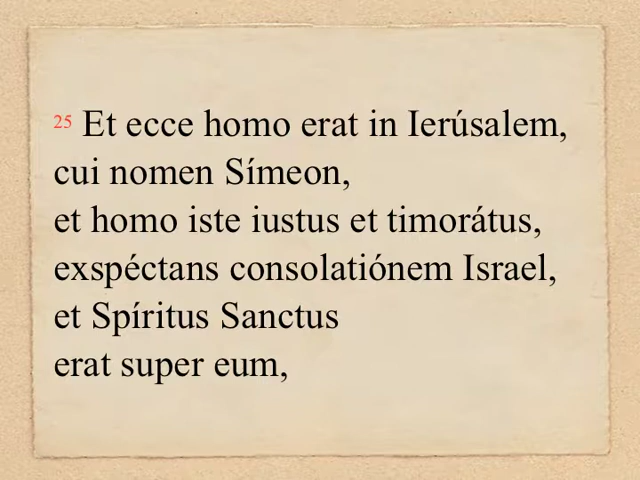 25 Et ecce homo erat in Ierúsalem,
cui nomen Símeon,
et homo iste iustus et timorátus,
exspéctans consolatiónem Israel,
et Spíritus Sanctus
erat super eum,